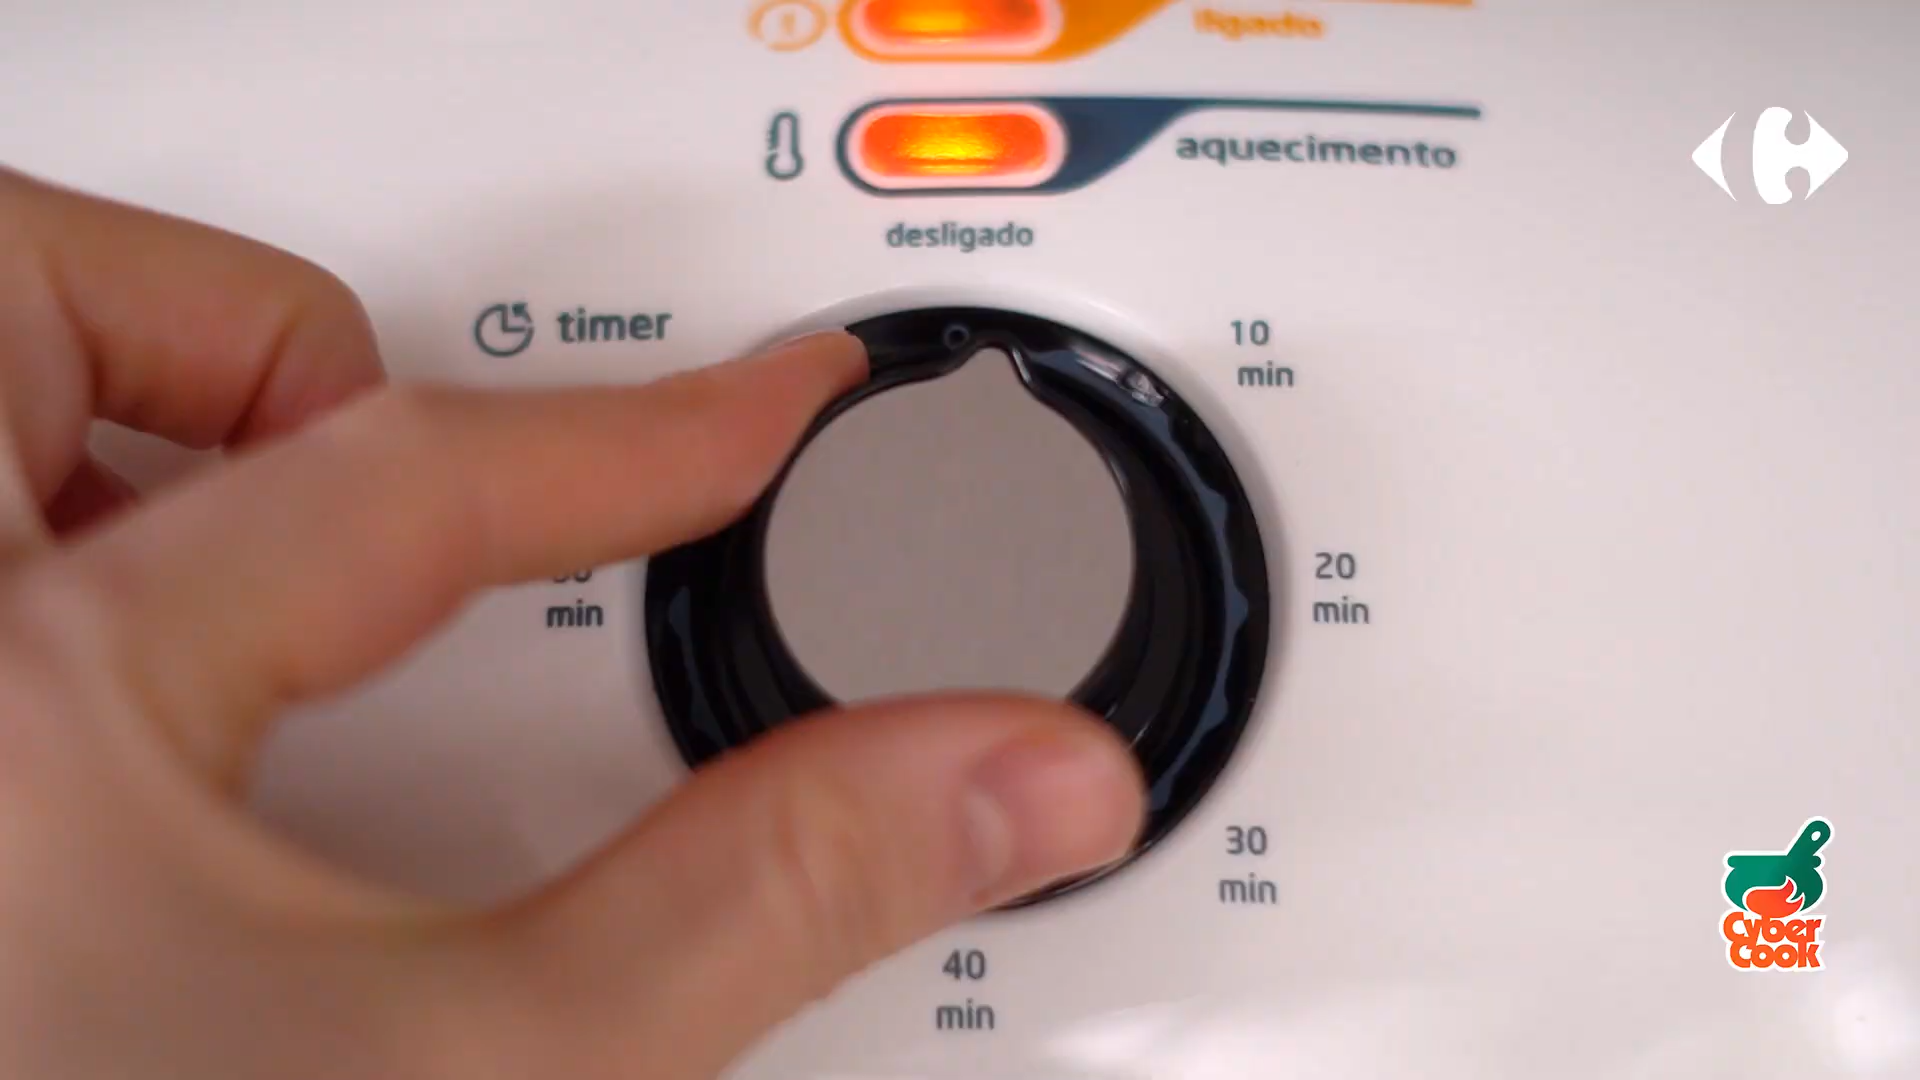 ligado
aquecimento
desligado
timer
10
min
20
min
min
30
min
40
min
Cyber
Cook